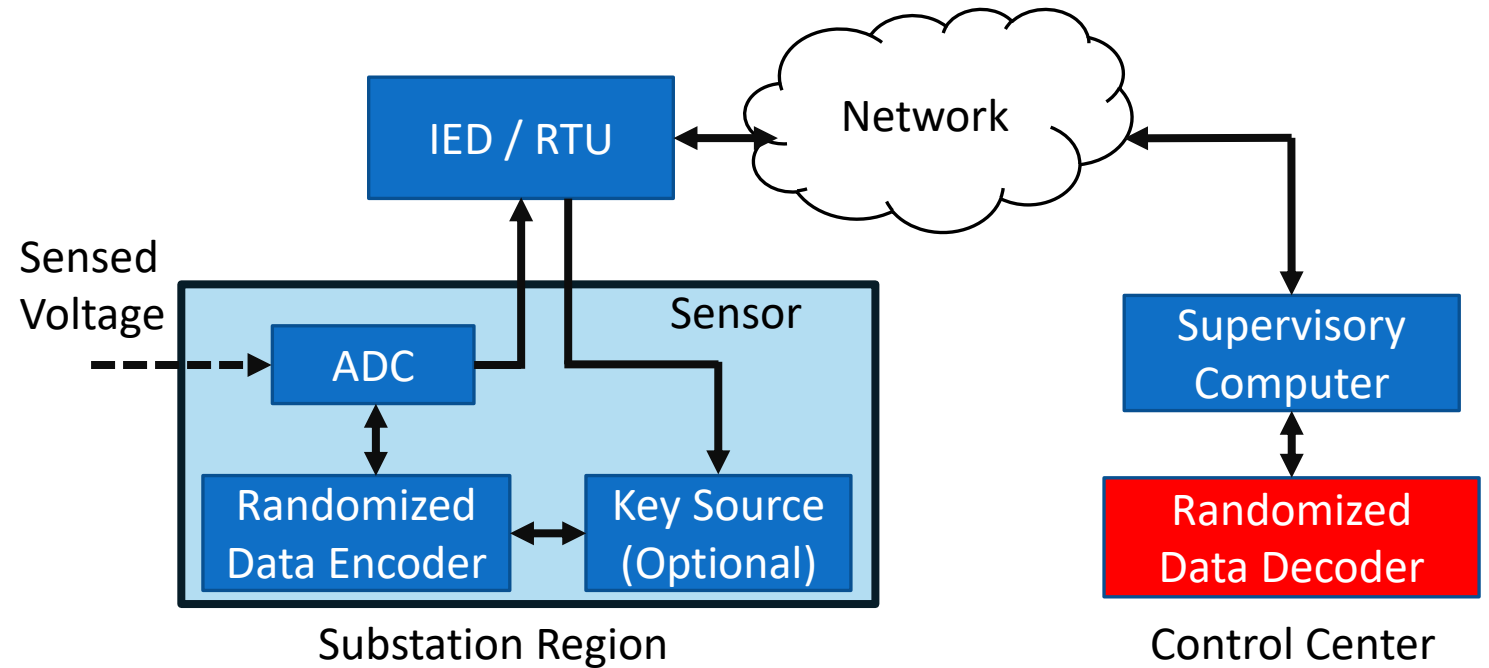 Network
IED / RTU
Sensed
Voltage
Sensor
ADC
Supervisory
Computer
Randomized
Data Encoder
Key Source
(Optional)
Randomized
Data Decoder
Substation Region
Control Center